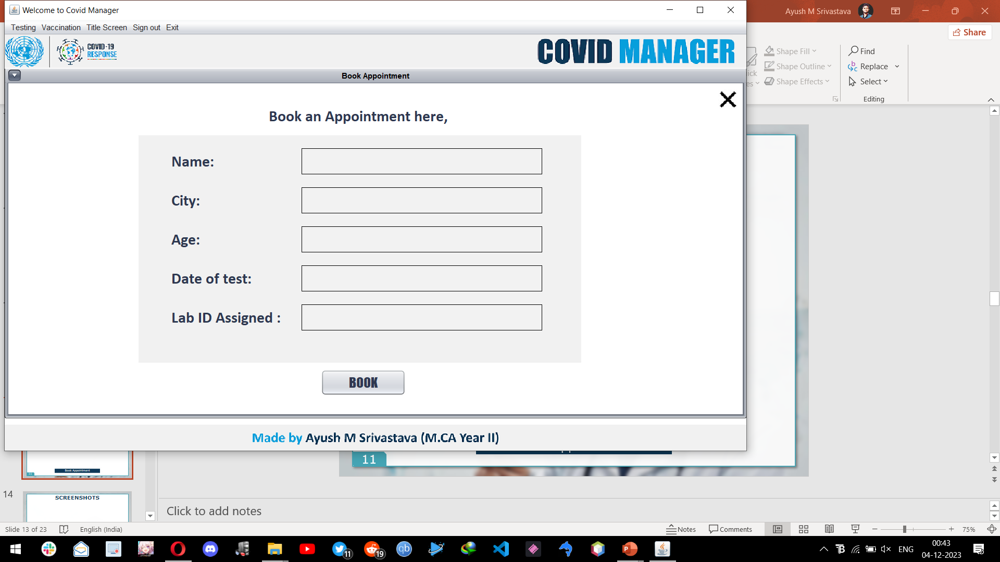 Welcome to Covid Manager
Ayush M Srivastava
Testing Vaccination Title Screen Sign out Exit
Share
COVID-19
RESPONSE
COVID MANAGER
Shape Fill
Find
Shape Outline
Replace
Shape Effects
Select
Editing
Book Appointment
Book an Appointment here,
Name:
City:
Age:
Date of test:
Lab ID Assigned :
BOOK
Made by Ayush M Srivastava (M.CA Year II)
11
11
Book Appointment
14
SCREENSHOTS
Click to add notes
Slide 13 of 23
English (India)
Notes
Comments
75%
11
19
qb
ENG
00:43
04-12-2023